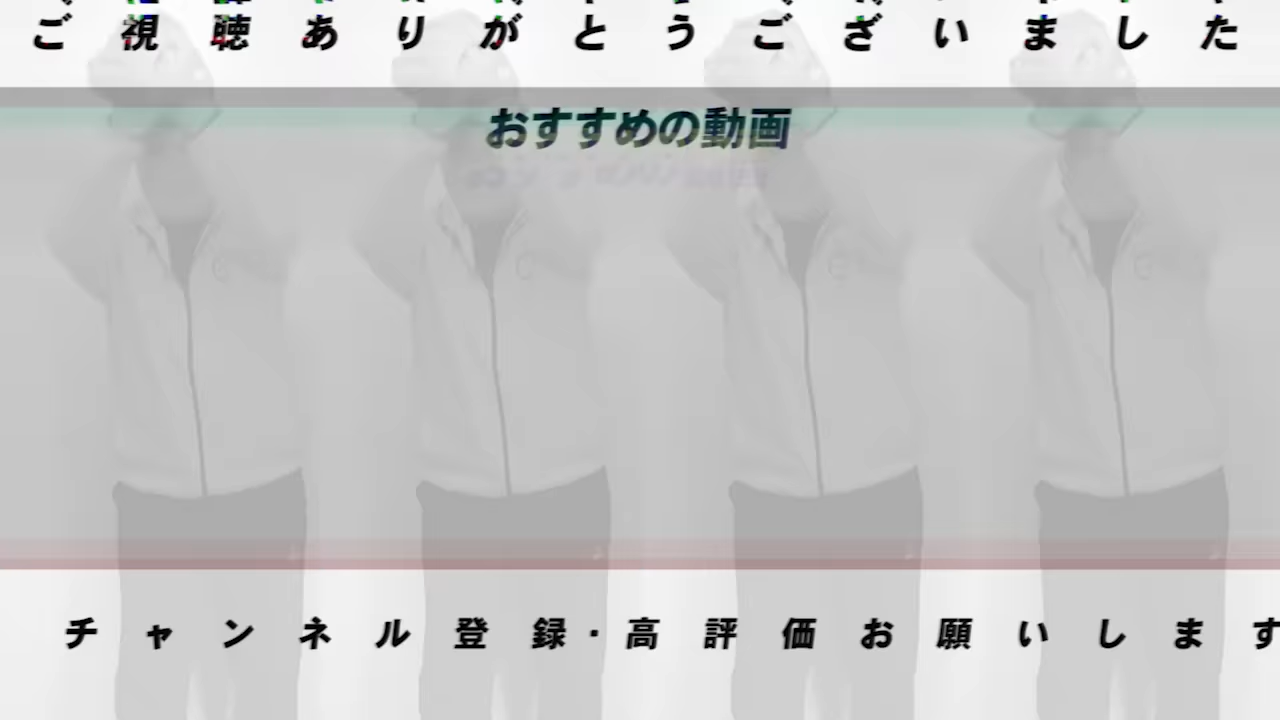 ご視聴ありがとうございました
おすすめの動画
チャンネル登録・高評価お願いします